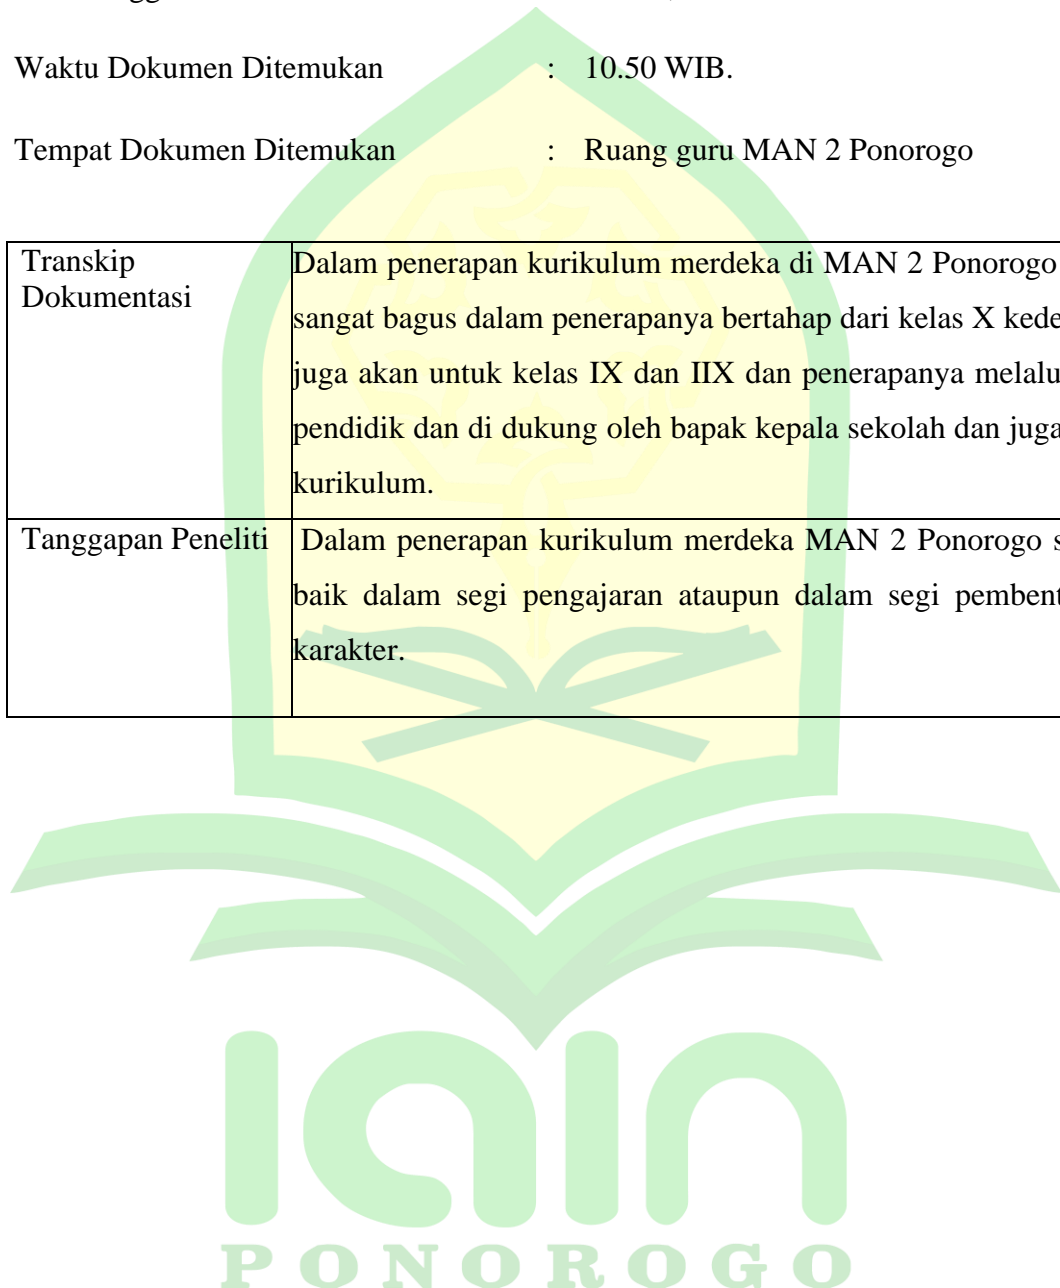 Waktu Dokumen Ditemukan : 10.50 WIB.
Tempat Dokumen Ditemukan : Ruang guru MAN 2 Ponorogo
Transkip
Dokumentasi
Dalam penerapan kurikulum merdeka di MAN 2 Ponorogo
sangat bagus dalam penerapanya bertahap dari kelas X
juga akan untuk kelas IX dan IIX dan penerapanya
pendidik dan di dukung oleh bapak kepala sekolah dan juga
kurikulum.
Tanggapan Peneliti
Dalam penerapan kurikulum merdeka MAN 2 Ponorogo
baik dalam segi pengajaran ataupun dalam segi
karakter.
iain
PONOROGO